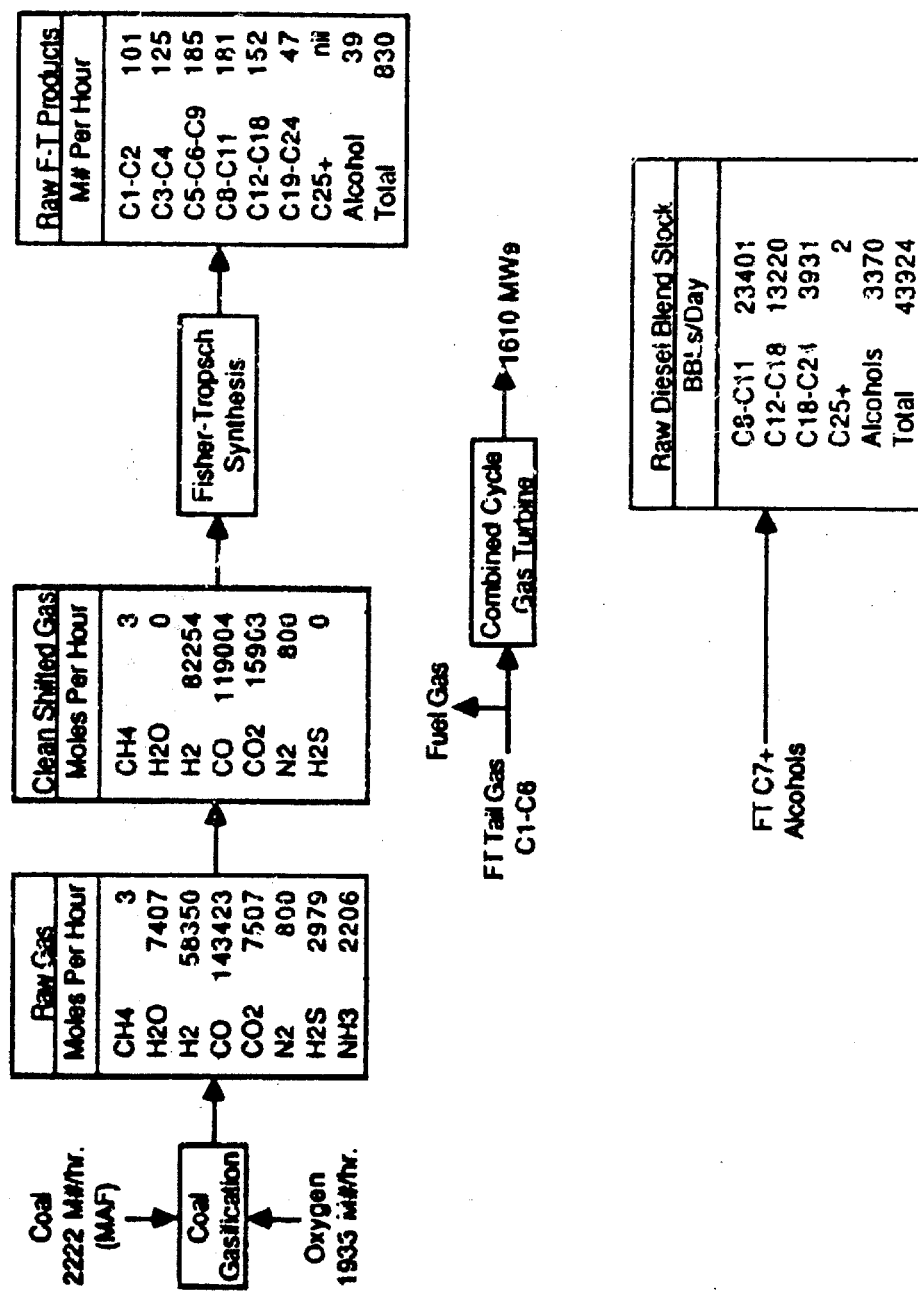 Coal
2222 M#/hr.
(MAF)
Coal
Gasification
Oxygen
1935 M#/hr.
Raw Gas
Moles Per Hour
CH4 3
H2O 7407
H2 58350
CO 143423
CO2 7507
N2 800
H2S 2979
NH3 2206
Clean Shifted Gas
Moles Per Hour
CH4 3
H2O 0
H2 82254
CO 119004
CO2 15903
N2 800
H2S 0
Fisher-Tropsch
Synthesis
Raw F-T Products
M# Per Hour
C1-C2 101
C3-C4 125
C5-C6-C9 185
C8-C11 181
C12-C18 152
C19-C24 47
C25+ nil
Alcohol 39
Total 830
Fuel Gas
FT Tail Gas
C1-C6
Combined Cycle
Gas Turbine
1610 MWe
FT C7+
Alcohols
Raw Diesel Blend Stock
BBLs/Day
C8-C11 23401
C12-C18 13220
C18-C24 3931
C25+ 2
Alcohols 3370
Total 43924